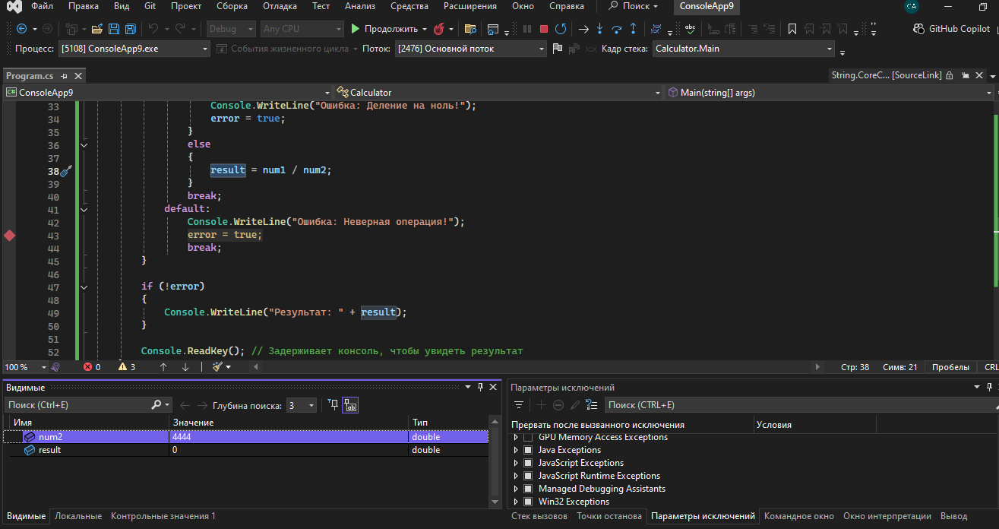 Файл Правка Вид Git Проект Сборка Отладка Тест Анализ Средства Расширения Окно Справка Поиск ConsoleApp9 CA
Debug Any CPU Продолжить GitHub Copilot
Процесс: [5108] ConsoleApp9.exe События жизненного цикла Поток: [2476] Основной поток Кадр стека: Calculator.Main
Program.cs String.CoreC... [SourceLink]
ConsoleApp9 Calculator Main(string[] args)
33 Console.WriteLine("Ошибка: Деление на ноль!");
34 error = true;
35 }
36 else
37 {
38 result = num1 / num2;
39 }
40 break;
41 default:
42 Console.WriteLine("Ошибка: Неверная операция!");
43 error = true;
44 break;
45 }
46
47 if (!error)
48 {
49 Console.WriteLine("Результат: " + result);
50 }
51
52 Console.ReadKey(); // Задерживает консоль, чтобы увидеть результат
100 % 0 3 Стр: 38 Симв: 21 Пробелы CRL
Видимые
Поиск (Ctrl+E) Глубина поиска: 3
Имя Значение Тип
num2 4444 double
result 0 double
Видимые Локальные Контрольные значения 1
Параметры исключений
Поиск (CTRL+E)
Прервать после вызванного исключения Условия
GPU Memory Access Exceptions
Java Exceptions
JavaScript Exceptions
JavaScript Runtime Exceptions
Managed Debugging Assistants
Win32 Exceptions
Стек вызовов Точки останова Параметры исключений Командное окно Окно интерпретации Вывод